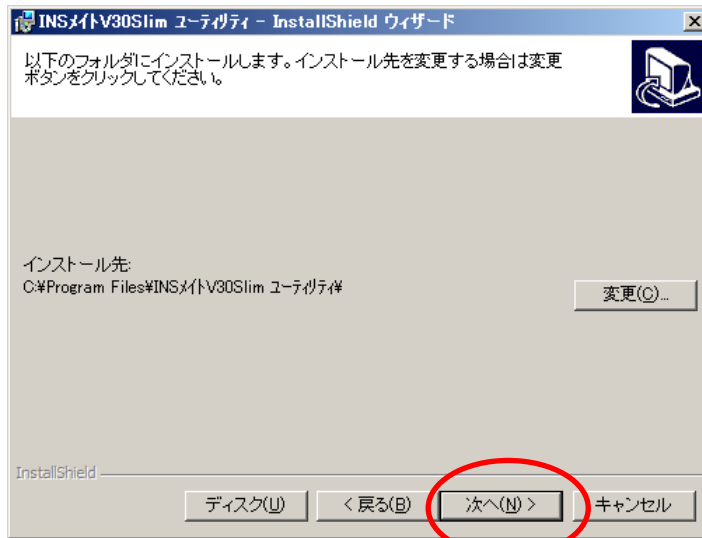 INSﾒｲﾄV30Slim ﾕｰﾃｨﾘﾃｨ - InstallShield ウィザード
以下のフォルダにインストールします。インストール先を変更する場合は変更
ボタンをクリックしてください。
インストール先:
C:¥Program Files¥INSﾒｲﾄV30Slim ﾕｰﾃｨﾘﾃｨ¥
変更(C)...
InstallShield
ディスク(U)
< 戻る(B)
次へ(N) >
キャンセル